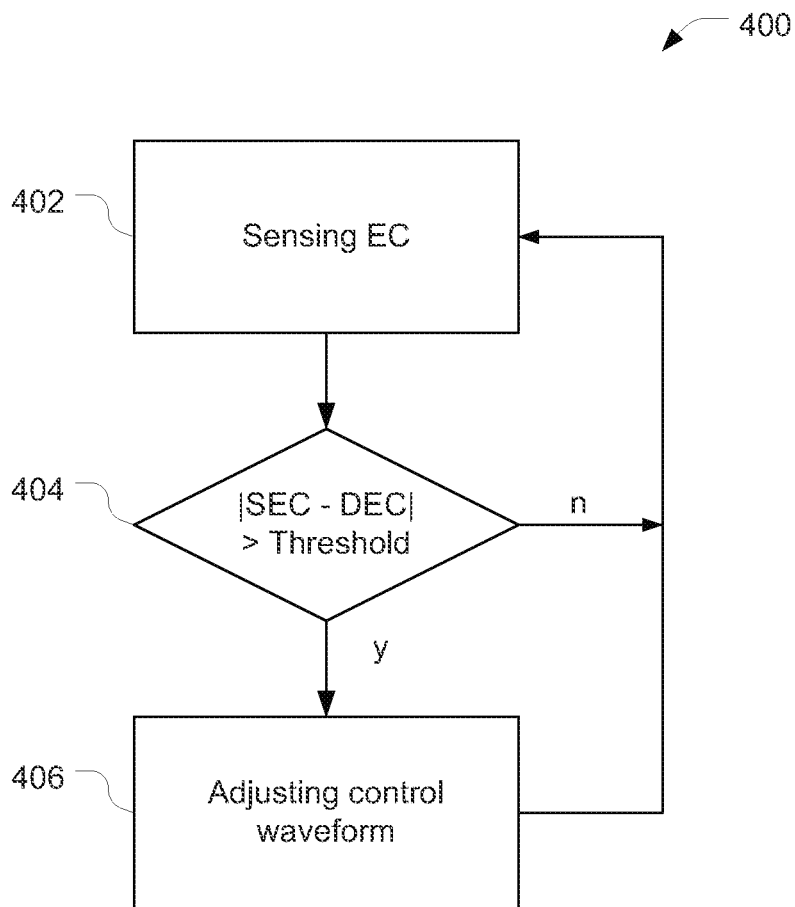 400
402
Sensing EC
404
|SEC - DEC|
> Threshold
n
y
406
Adjusting control
waveform